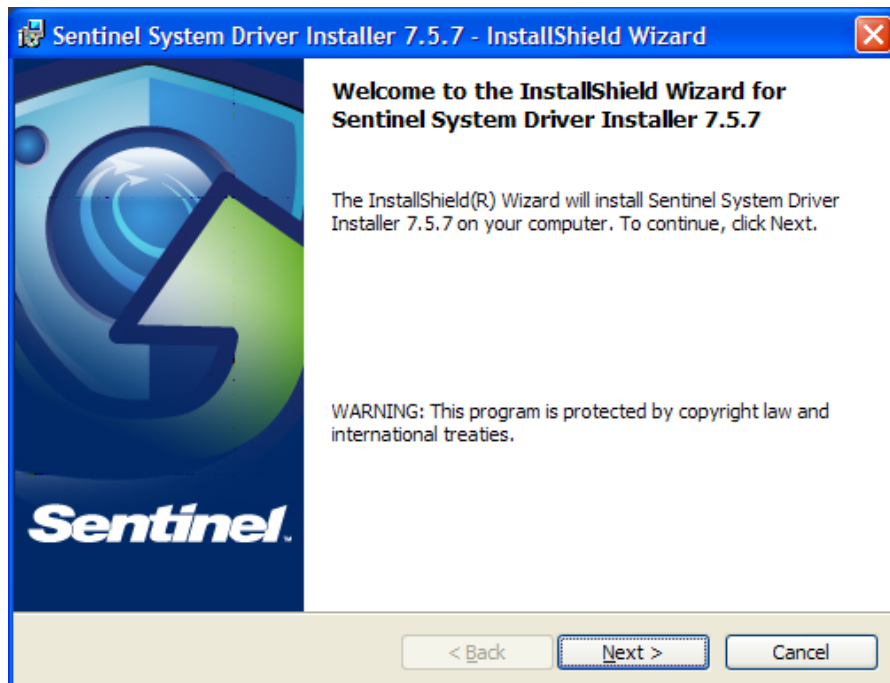 Sentinel System Driver Installer 7.5.7 - InstallShield Wizard
Welcome to the InstallShield Wizard for
Sentinel System Driver Installer 7.5.7
The InstallShield(R) Wizard will install Sentinel System Driver
Installer 7.5.7 on your computer. To continue, click Next.
WARNING: This program is protected by copyright law and
international treaties.
Sentinel™
< Back
Next >
Cancel